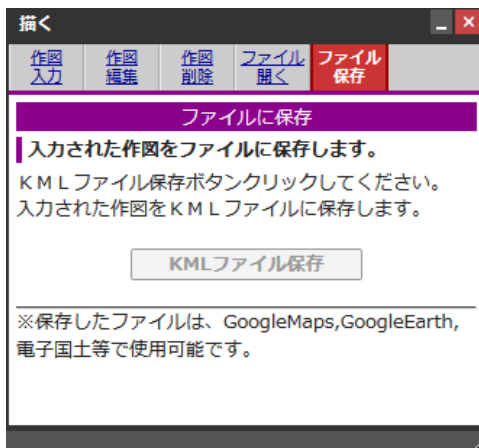 描く
作図
入力
作図
編集
作図
削除
ファイル
開く
ファイル
保存
ファイルに保存
入力された作図をファイルに保存します。
ＫＭＬファイル保存ボタンクリックしてください。
入力された作図をＫＭＬファイルに保存します。
KMLファイル保存
※保存したファイルは、GoogleMaps,GoogleEarth,
電子国土等で使用可能です。